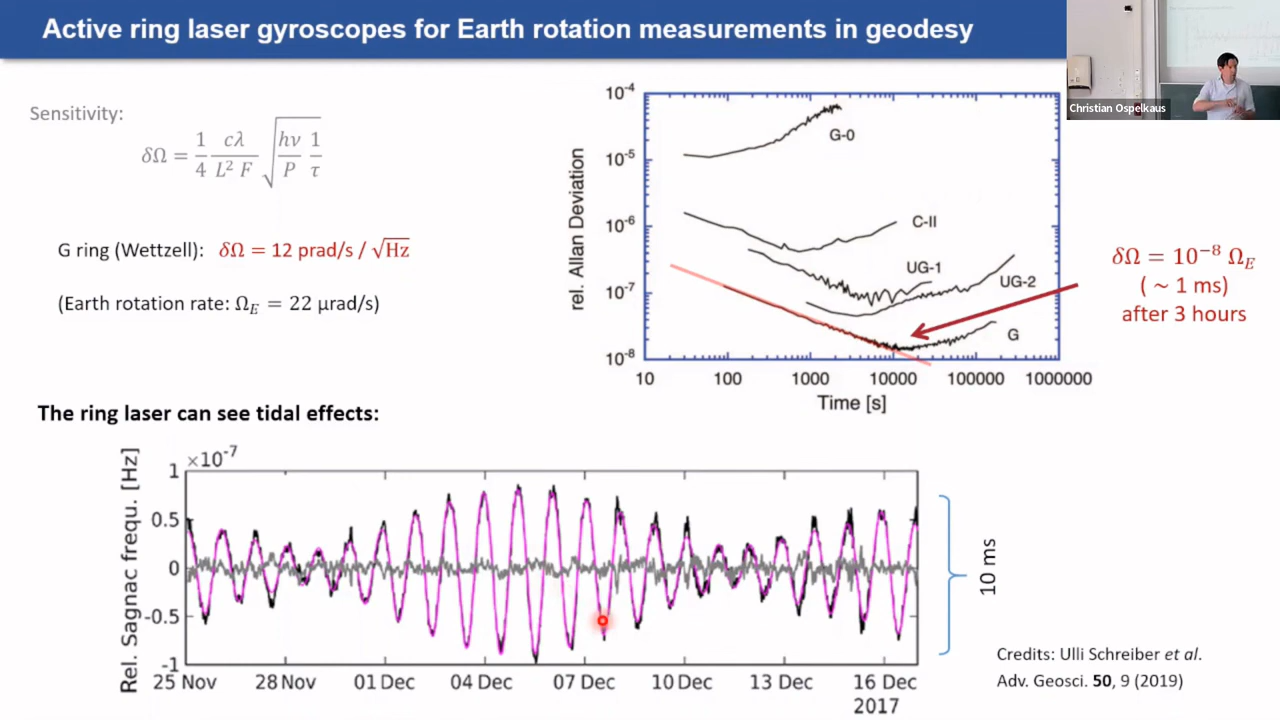 Active ring laser gyroscopes for Earth rotation measurements in geodesy
Christian Ospelkaus
Sensitivity:
δΩ = 1/4 cλ/(L² F) √(hν/P 1/τ)
G ring (Wettzell): δΩ = 12 prad/s / √Hz
(Earth rotation rate: Ω_E = 22 μrad/s)
rel. Allan Deviation
10⁻⁴
10⁻⁵
10⁻⁶
10⁻⁷
10⁻⁸
G-0
C-II
UG-1
UG-2
G
10 100 1000 10000 100000 1000000
Time [s]
δΩ = 10⁻⁸ Ω_E
( ~ 1 ms)
after 3 hours
The ring laser can see tidal effects:
Rel. Sagnac frequ. [Hz]
×10⁻⁷
1
0.5
0
-0.5
-1
25 Nov 28 Nov 01 Dec 04 Dec 07 Dec 10 Dec 13 Dec 16 Dec
2017
10 ms
Credits: Ulli Schreiber et al.
Adv. Geosci. 50, 9 (2019)